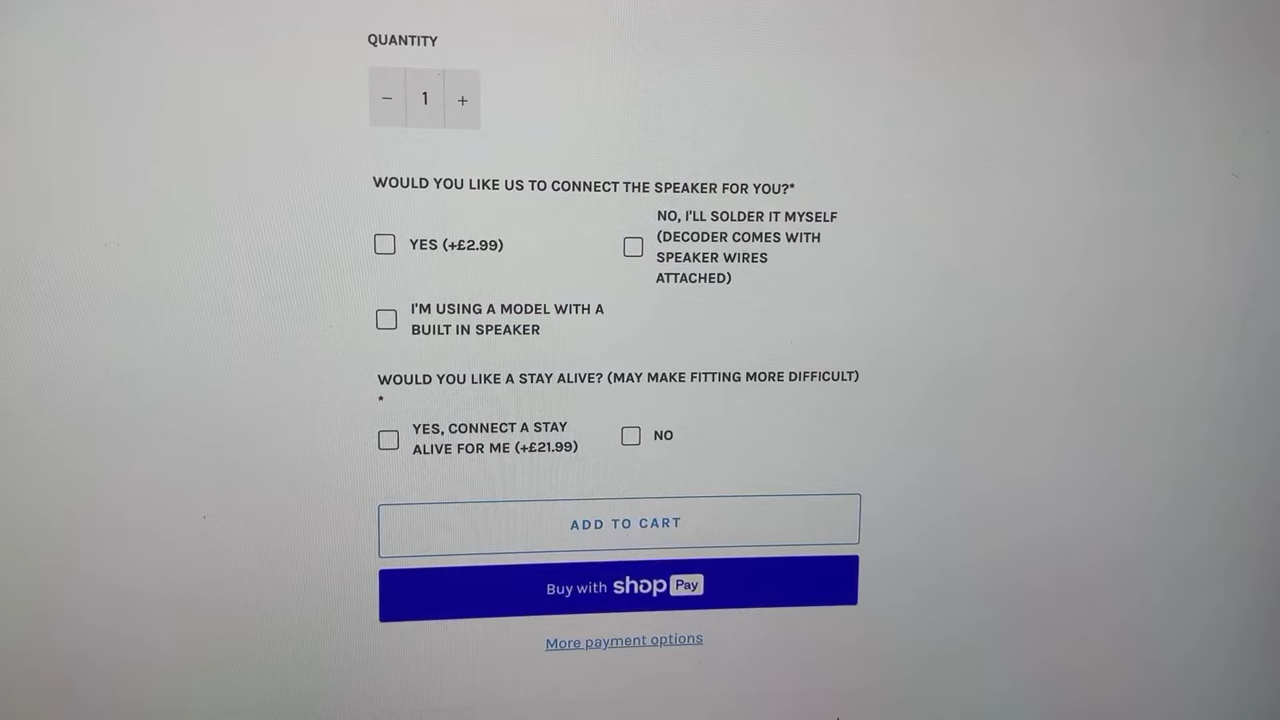 QUANTITY
− 1 +
WOULD YOU LIKE US TO CONNECT THE SPEAKER FOR YOU?*
YES (+£2.99)
NO, I'LL SOLDER IT MYSELF
(DECODER COMES WITH
SPEAKER WIRES
ATTACHED)
I'M USING A MODEL WITH A
BUILT IN SPEAKER
WOULD YOU LIKE A STAY ALIVE? (MAY MAKE FITTING MORE DIFFICULT)
*
YES, CONNECT A STAY
ALIVE FOR ME (+£21.99)
NO
ADD TO CART
Buy with shop Pay
More payment options